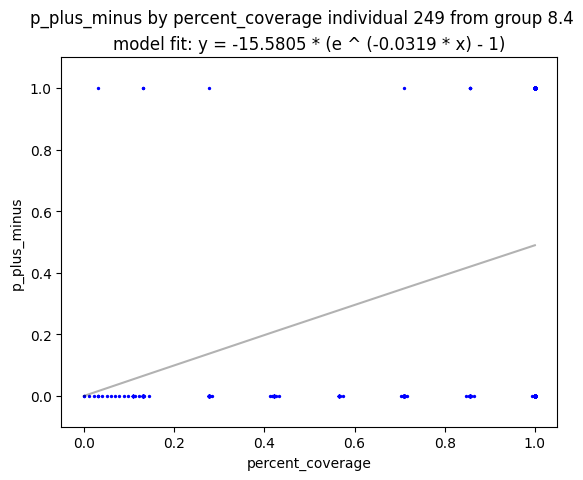 p_plus_minus by percent_coverage individual 249 from group 8.4
model fit: y = -15.5805 * (e ^ (-0.0319 * x) - 1)
1.0
0.8
0.6
0.4
0.2
0.0
p_plus_minus
0.0 0.2 0.4 0.6 0.8 1.0
percent_coverage